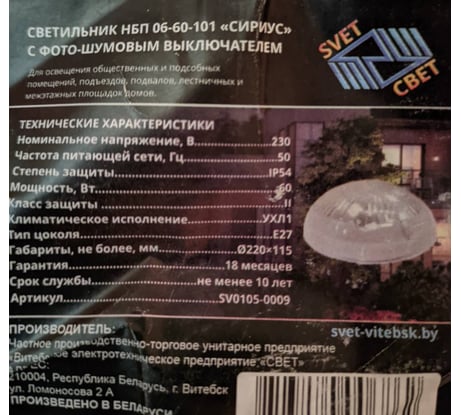 СВЕТИЛЬНИК НБП 06-60-101 «СИРИУС»
С ФОТО-ШУМОВЫМ ВЫКЛЮЧАТЕЛЕМ
SVET
СВЕТ
Для освещения общественных и подсобных
помещений, подъездов, подвалов, лестничных и
межэтажных площадок домов.
ТЕХНИЧЕСКИЕ ХАРАКТЕРИСТИКИ
Номинальное напряжение, В 230
Частота питающей сети, Гц 50
Степень защиты IP54
Мощность, Вт 60
Класс защиты II
Климатическое исполнение УХЛ1
Тип цоколя E27
Габариты, не более, мм Ø220×115
Гарантия 18 месяцев
Срок службы не менее 10 лет
Артикул SV0105-0009
ПРОИЗВОДИТЕЛЬ:
svet-vitebsk.by
Частное производственно-торговое унитарное предприятие
электротехническое предприятие «СВЕТ»
210004, Республика Беларусь, г. Витебск
ул. Ломоносова 2 А
ПРОИЗВЕДЕНО В БЕЛАРУСИ